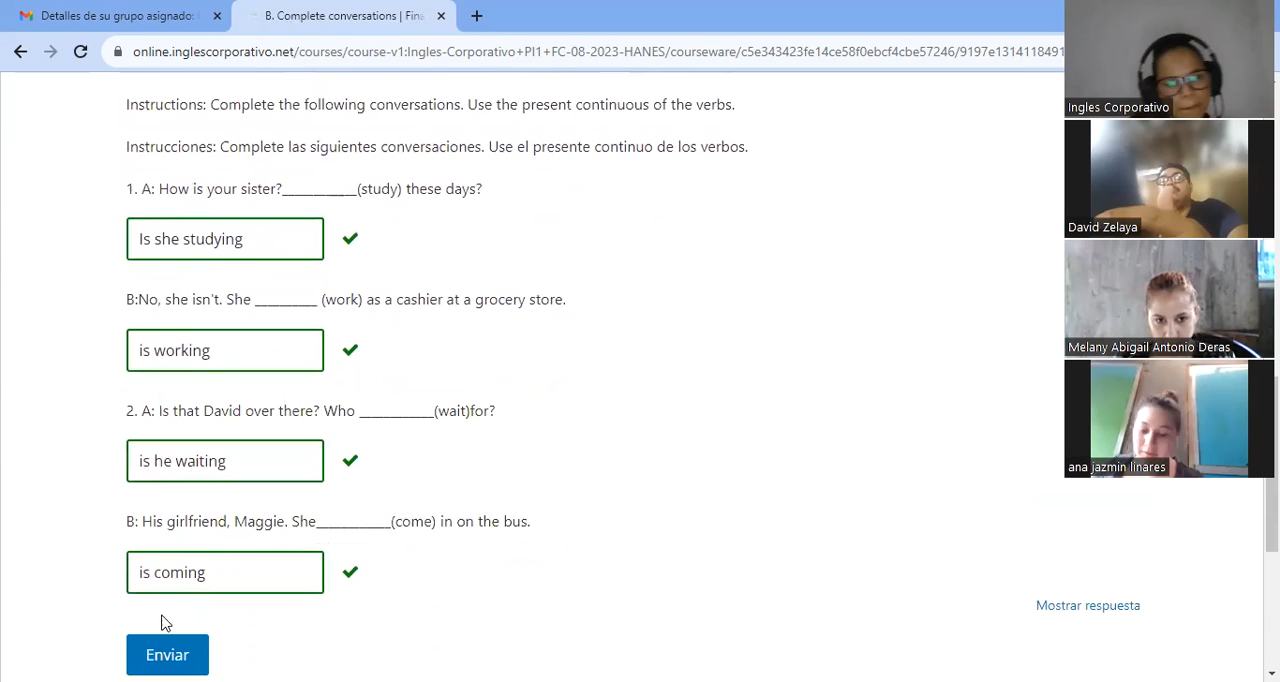 Detalles de su grupo asignado:
B. Complete conversations | Fina
online.inglescorporativo.net/courses/course-v1:Ingles-Corporativo+PI1+FC-08-2023-HANES/courseware/c5e343423fe14ce58f0ebcf4cbe57246/9197e1314118491
Instructions: Complete the following conversations. Use the present continuous of the verbs.
Instrucciones: Complete las siguientes conversaciones. Use el presente continuo de los verbos.
1. A: How is your sister?___________(study) these days?
Is she studying
B:No, she isn't. She _________ (work) as a cashier at a grocery store.
is working
2. A: Is that David over there? Who ___________(wait)for?
is he waiting
B: His girlfriend, Maggie. She___________(come) in on the bus.
is coming
Mostrar respuesta
Enviar
Ingles Corporativo
David Zelaya
Melany Abigail Antonio Deras
ana jazmin linares